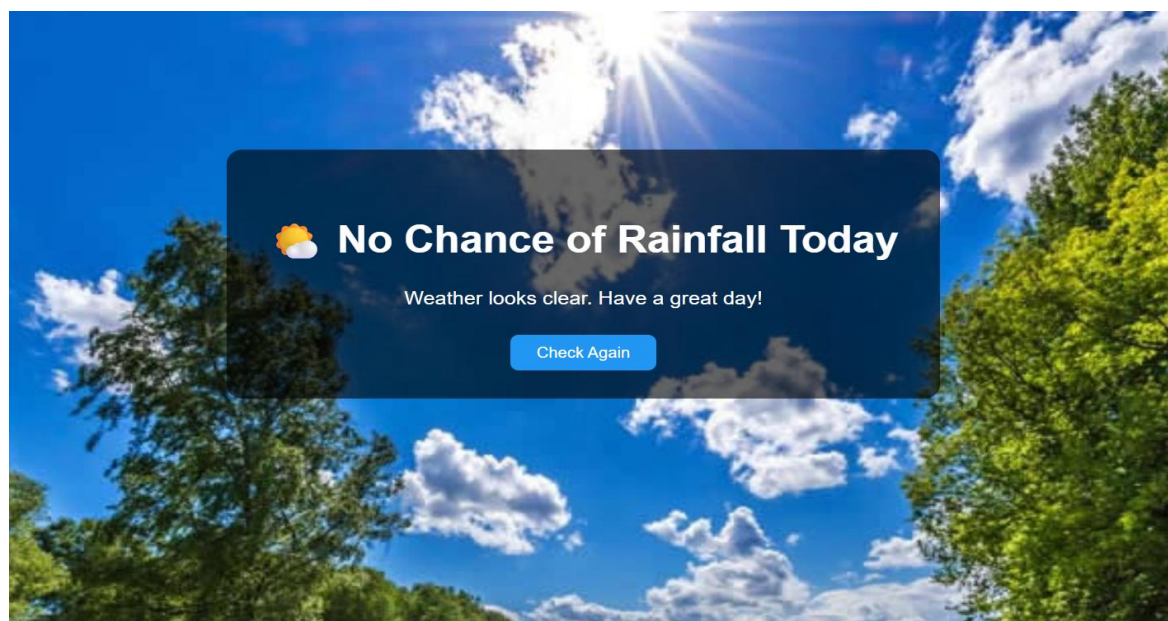 🌤 No Chance of Rainfall Today
Weather looks clear. Have a great day!
Check Again